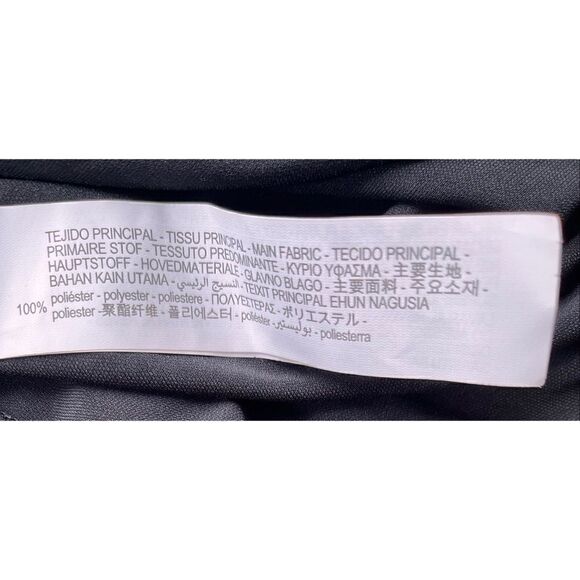 TEJIDO PRINCIPAL - TISSU PRINCIPAL - MAIN FABRIC - TECIDO PRINCIPAL -
PRIMAIRE STOF - TESSUTO PREDOMINANTE - ΚΥΡΙΟ ΥΦΑΣΜΑ - 主要生地 -
HAUPTSTOFF - HOVEDMATERIALE - GLAVNO BLAGO - 主要面料 - 주요소재 -
BAHAN KAIN UTAMA - النسيج الرئيسي - TEIXIT PRINCIPAL EHUN NAGUSIA
100% poliéster - polyester - poliestere - ΠΟΛΥΕΣΤΕΡΑΣ - ポリエステル -
poliester - 聚酯纤维 - 폴리에스터 - poliéster - بوليستير - poliesterra